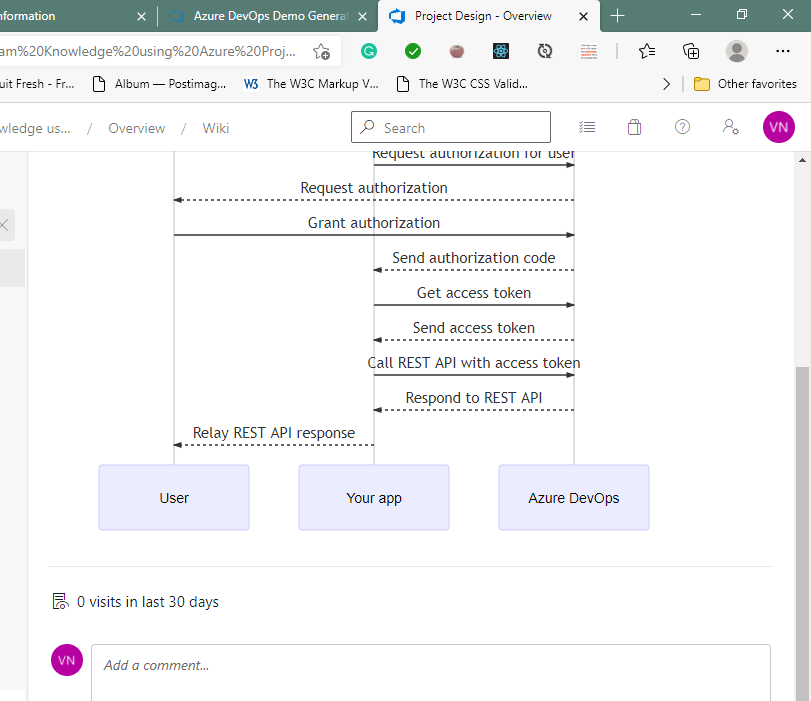 nformation
Azure DevOps Demo Genera
Project Design - Overview
am%20Knowledge%20using%20Azure%20Proj...
uit Fresh - Fr...
Album — Postimag...
W3 The W3C Markup V...
The W3C CSS Valid...
Other favorites
wledge us... / Overview / Wiki
Search
VN
Request authorization for user
Request authorization
Grant authorization
Send authorization code
Get access token
Send access token
Call REST API with access token
Respond to REST API
Relay REST API response
User
Your app
Azure DevOps
0 visits in last 30 days
VN
Add a comment...